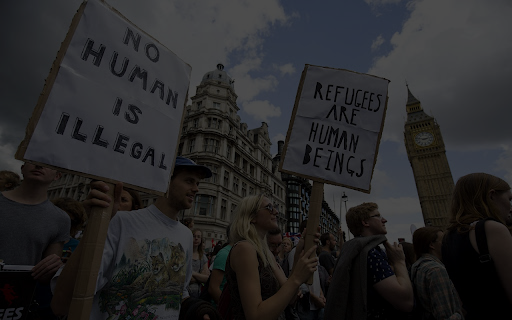 NO
HUMAN
IS
ILLEGAL
REFUGEES
ARE
HUMAN
BEINGS